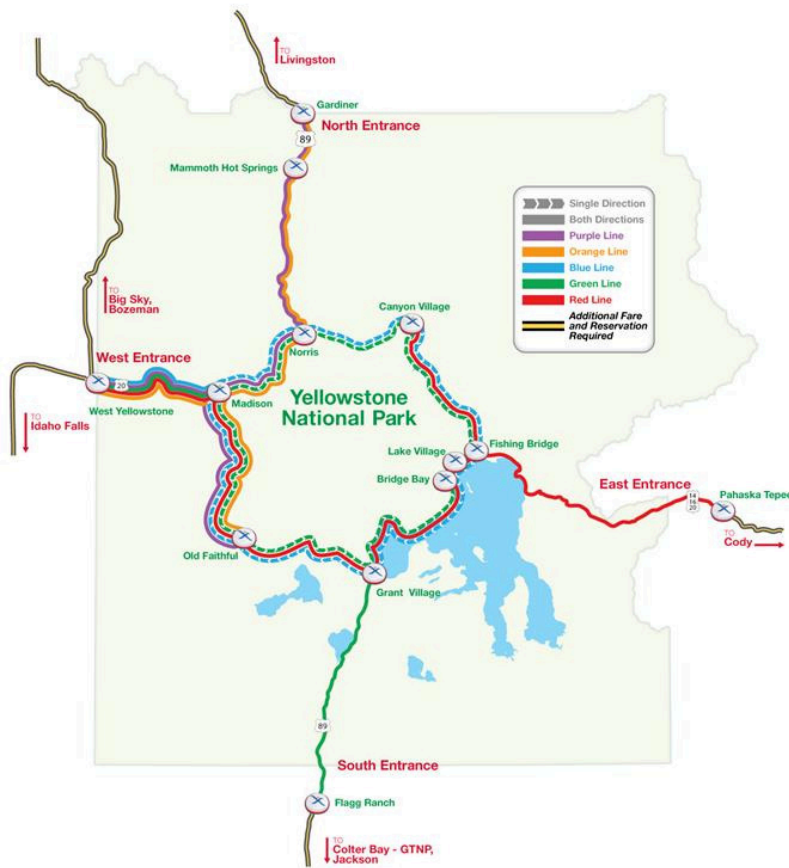 TO
Livingston
Gardiner
North Entrance
89
Mammoth Hot Springs
Single Direction
Both Directions
Purple Line
Orange Line
Blue Line
Green Line
Red Line
Additional Fare
and Reservation
Required
TO
Big Sky,
Bozeman
Canyon Village
Norris
West Entrance
20
West Yellowstone
Madison
Yellowstone
National Park
TO
Idaho Falls
Fishing Bridge
Lake Village
Bridge Bay
East Entrance
14
16
20
Pahaska Tepee
TO
Cody
Old Faithful
Grant Village
89
South Entrance
Flagg Ranch
TO
Colter Bay - GTNP,
Jackson